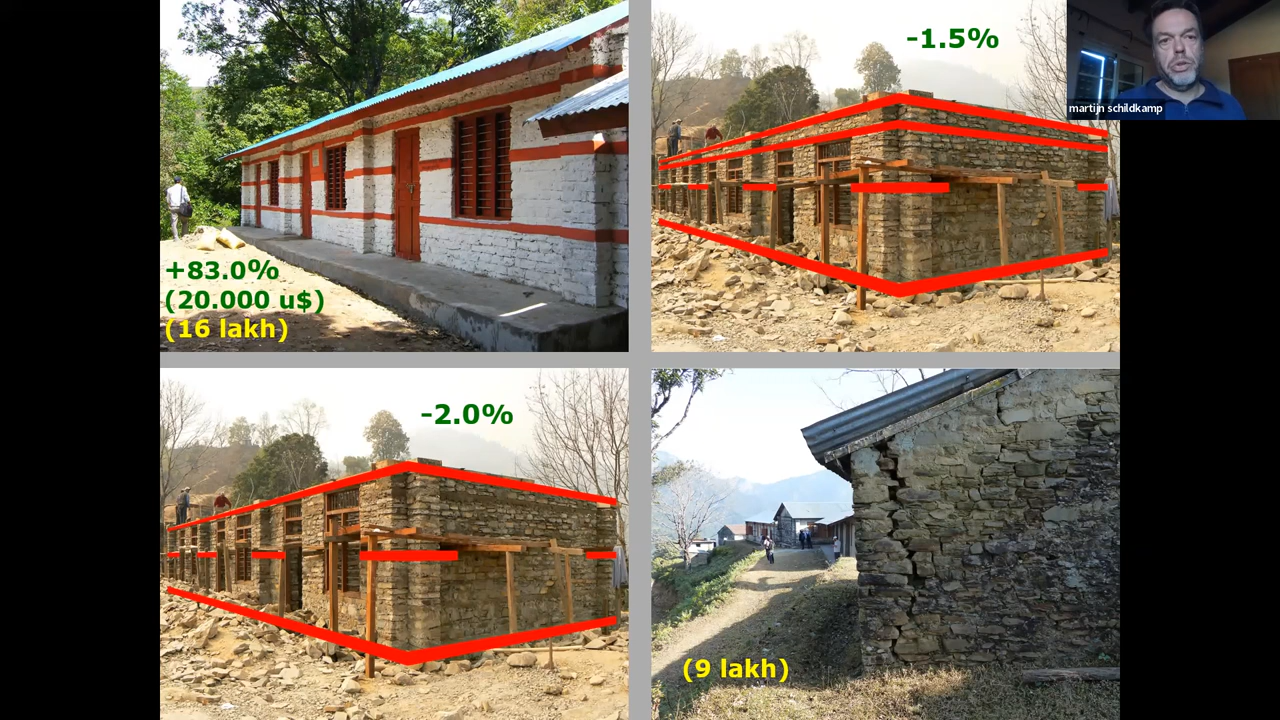 +83.0%
(20.000 u$)
(16 lakh)
-1.5%
martijn schildkamp
-2.0%
(9 lakh)